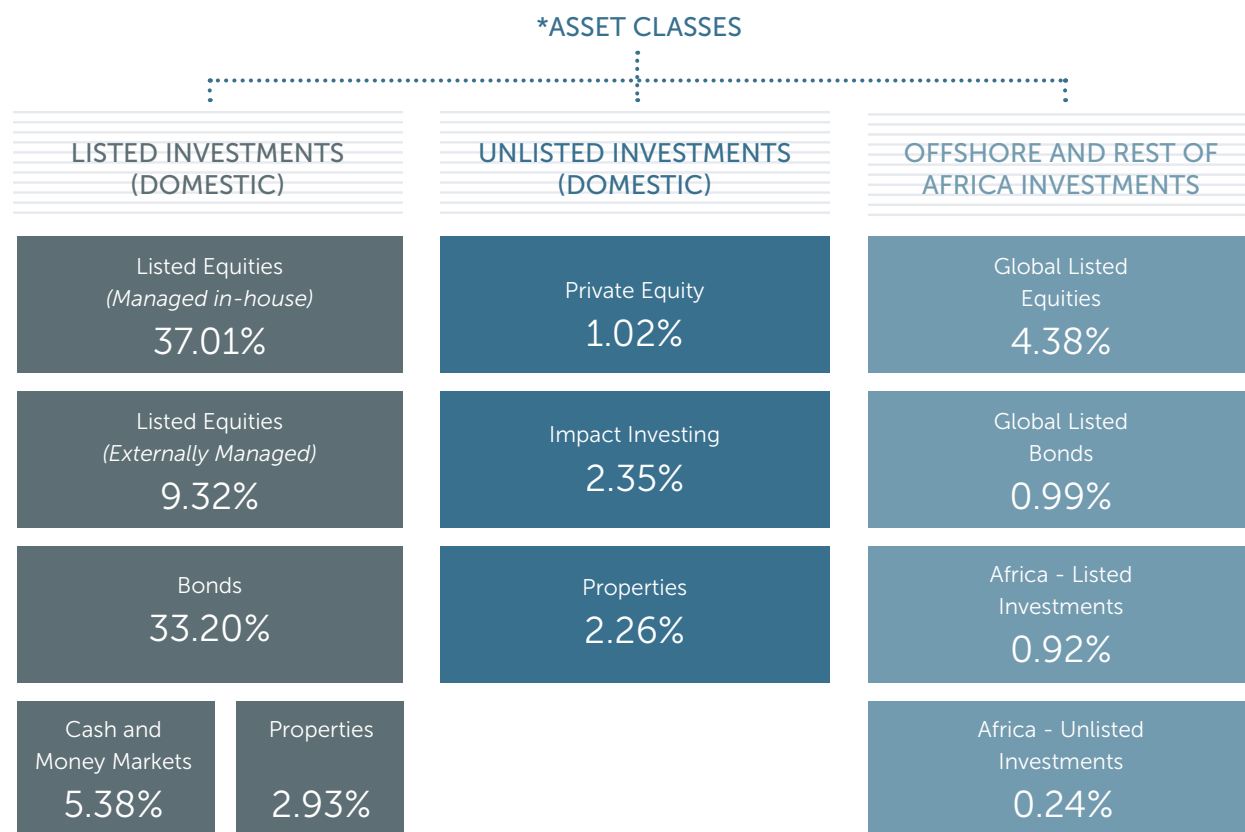 *ASSET CLASSES
LISTED INVESTMENTS
(DOMESTIC)
Listed Equities
(Managed in-house)
37.01%
Listed Equities
(Externally Managed)
9.32%
Bonds
33.20%
Cash and
Money Markets
5.38%
Properties
2.93%
UNLISTED INVESTMENTS
(DOMESTIC)
Private Equity
1.02%
Impact Investing
2.35%
Properties
2.26%
OFFSHORE AND REST OF
AFRICA INVESTMENTS
Global Listed
Equities
4.38%
Global Listed
Bonds
0.99%
Africa - Listed
Investments
0.92%
Africa - Unlisted
Investments
0.24%